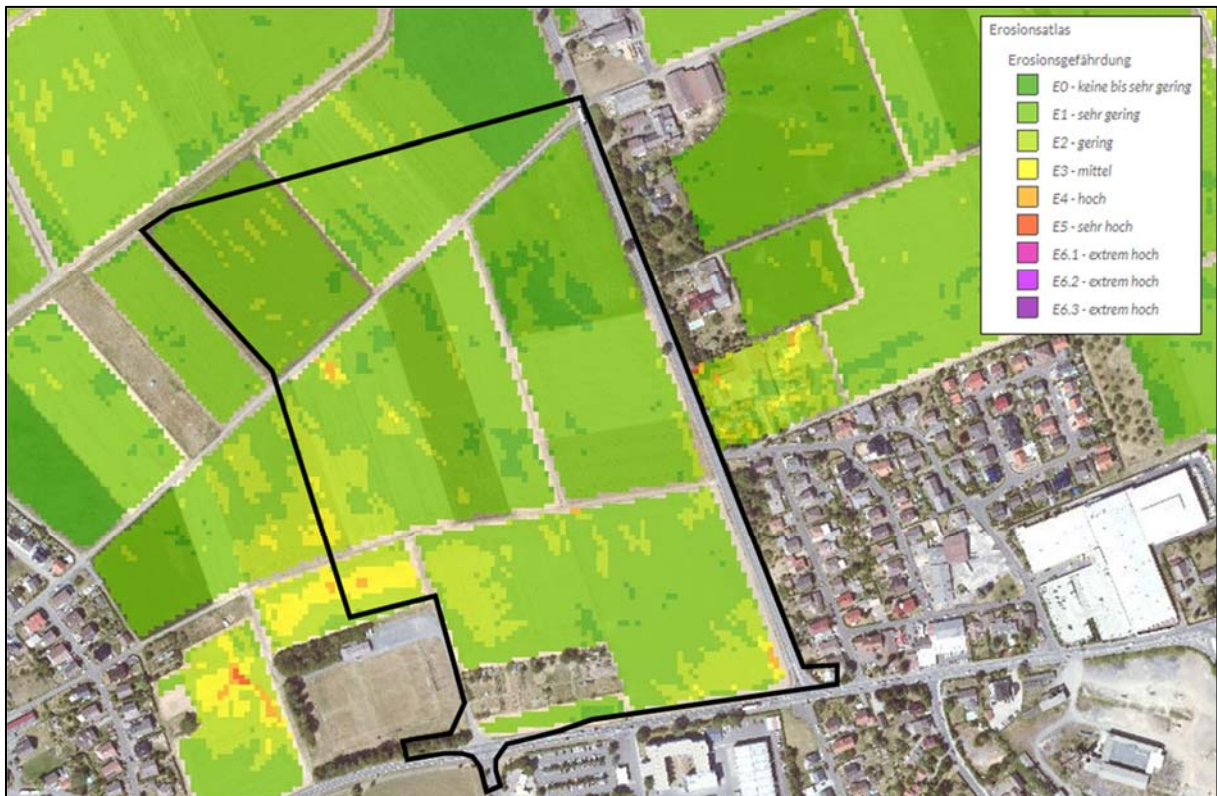 Erosionsatlas
Erosionsgefährdung
E0 - keine bis sehr gering
E1 - sehr gering
E2 - gering
E3 - mittel
E4 - hoch
E5 - sehr hoch
E6.1 - extrem hoch
E6.2 - extrem hoch
E6.3 - extrem hoch